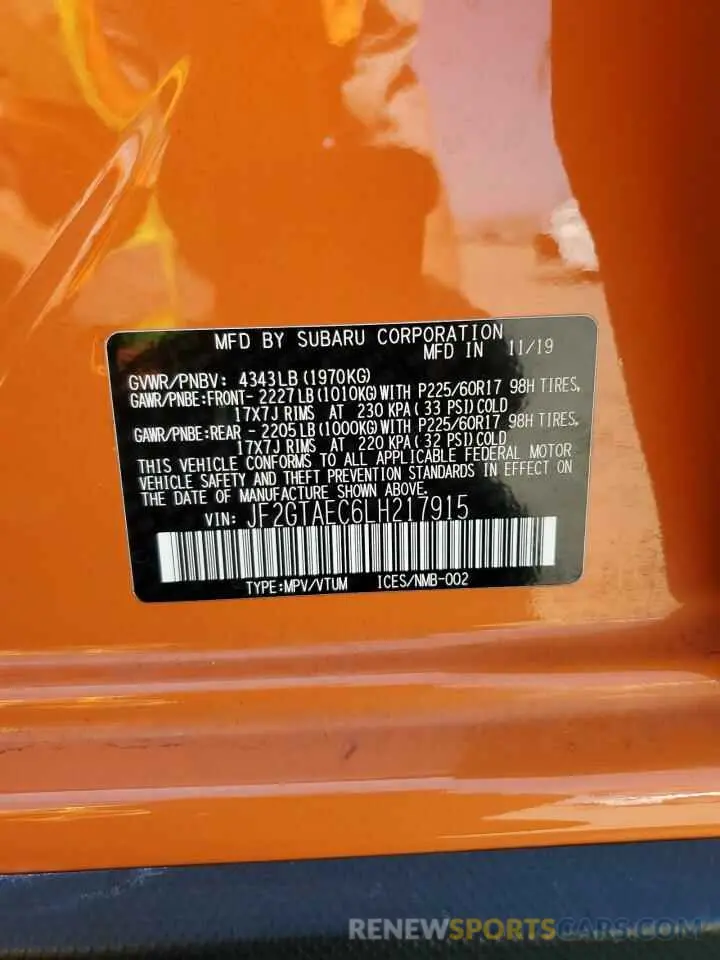 MFD BY SUBARU CORPORATION
MFD IN 11/19
GVWR/PNBV: 4343LB(1970KG)
GAWR/PNBE:FRONT- 2227LB(1010KG)WITH P225/60R17 98H TIRES,
17X7J RIMS AT 230 KPA(33 PSI)COLD
GAWR/PNBE:REAR - 2205LB(1000KG)WITH P225/60R17 98H TIRES,
17X7J RIMS AT 220 KPA(32 PSI)COLD
THIS VEHICLE CONFORMS TO ALL APPLICABLE FEDERAL MOTOR
VEHICLE SAFETY AND THEFT PREVENTION STANDARDS IN EFFECT ON
THE DATE OF MANUFACTURE SHOWN ABOVE.
VIN: JF2GTAEC6LH217915
TYPE:MPV/VTUM ICES/NMB-002
RENEWSPORTSCARS.COM